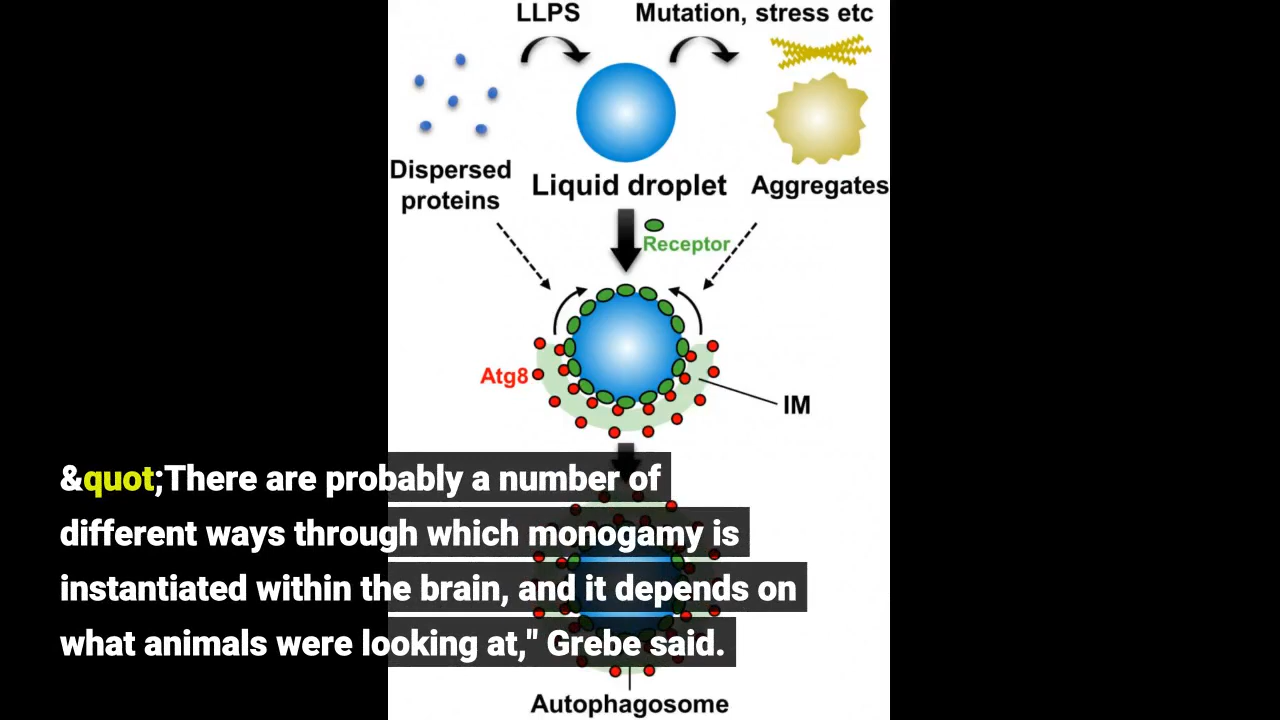 LLPS
Mutation, stress etc
Dispersed
proteins
Liquid droplet
Aggregates
Receptor
Atg8
IM
&quot;There are probably a number of
different ways through which monogamy is
instantiated within the brain, and it depends on
what animals were looking at," Grebe said.
Autophagosome